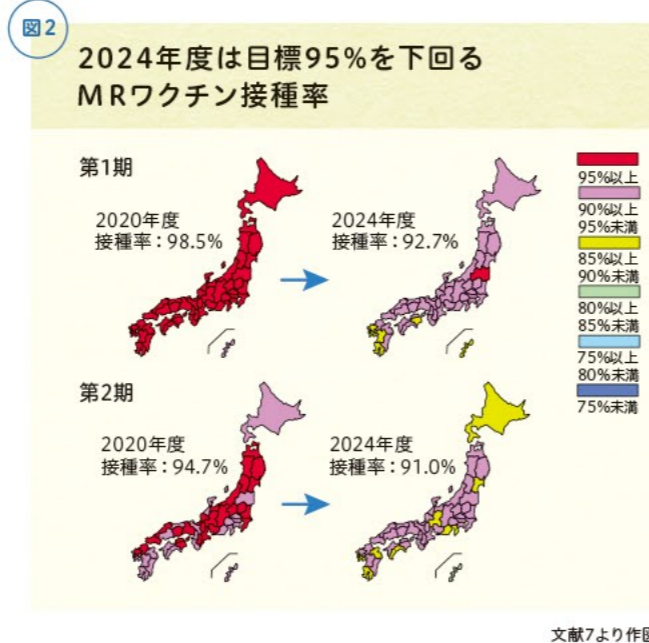 図2
2024年度は目標95%を下回る
MRワクチン接種率
第1期
2020年度
接種率：98.5%
2024年度
接種率：92.7%
第2期
2020年度
接種率：94.7%
2024年度
接種率：91.0%
95%以上
90%以上
95%未満
85%以上
90%未満
80%以上
85%未満
75%以上
80%未満
75%未満
文献7より作図